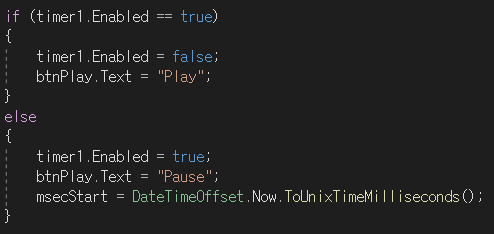 if (timer1.Enabled == true)
{
    timer1.Enabled = false;
    btnPlay.Text = "Play";
}
else
{
    timer1.Enabled = true;
    btnPlay.Text = "Pause";
    msecStart = DateTimeOffset.Now.ToUnixTimeMilliseconds();
}